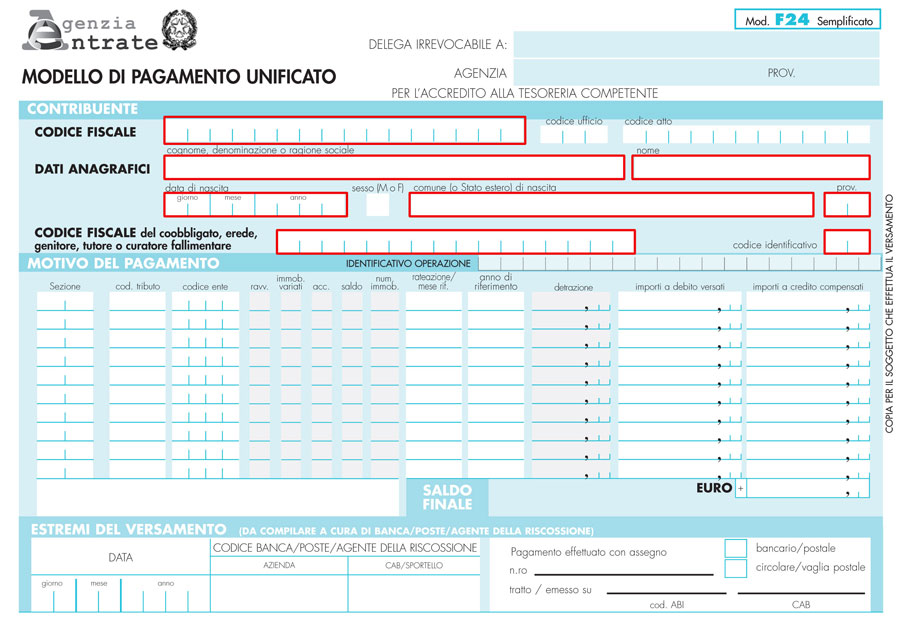 Agenzia
Entrate
Mod. F24 Semplificato
DELEGA IRREVOCABILE A:
MODELLO DI PAGAMENTO UNIFICATO
AGENZIA PROV.
PER L'ACCREDITO ALLA TESORERIA COMPETENTE
CONTRIBUENTE
CODICE FISCALE
codice ufficio codice atto
cognome, denominazione o ragione sociale nome
DATI ANAGRAFICI
data di nascita sesso (M o F) comune (o Stato estero) di nascita prov.
giorno mese anno
CODICE FISCALE del coobbligato, erede,
genitore, tutore o curatore fallimentare codice identificativo
MOTIVO DEL PAGAMENTO IDENTIFICATIVO OPERAZIONE
Sezione cod. tributo codice ente ravv. immob. variati acc. saldo num. immob. rateazione/ mese rif. anno di riferimento detrazione importi a debito versati importi a credito compensati
, , ,
, , ,
, , ,
, , ,
, , ,
, , ,
, , ,
, , ,
, , ,
, , ,
SALDO
FINALE
EURO + ,
ESTREMI DEL VERSAMENTO (DA COMPILARE A CURA DI BANCA/POSTE/AGENTE DELLA RISCOSSIONE)
DATA
CODICE BANCA/POSTE/AGENTE DELLA RISCOSSIONE
AZIENDA CAB/SPORTELLO
giorno mese anno
Pagamento effettuato con assegno bancario/postale
circolare/vaglia postale
n.ro
tratto / emesso su
cod. ABI CAB
COPIA PER IL SOGGETTO CHE EFFETTUA IL VERSAMENTO